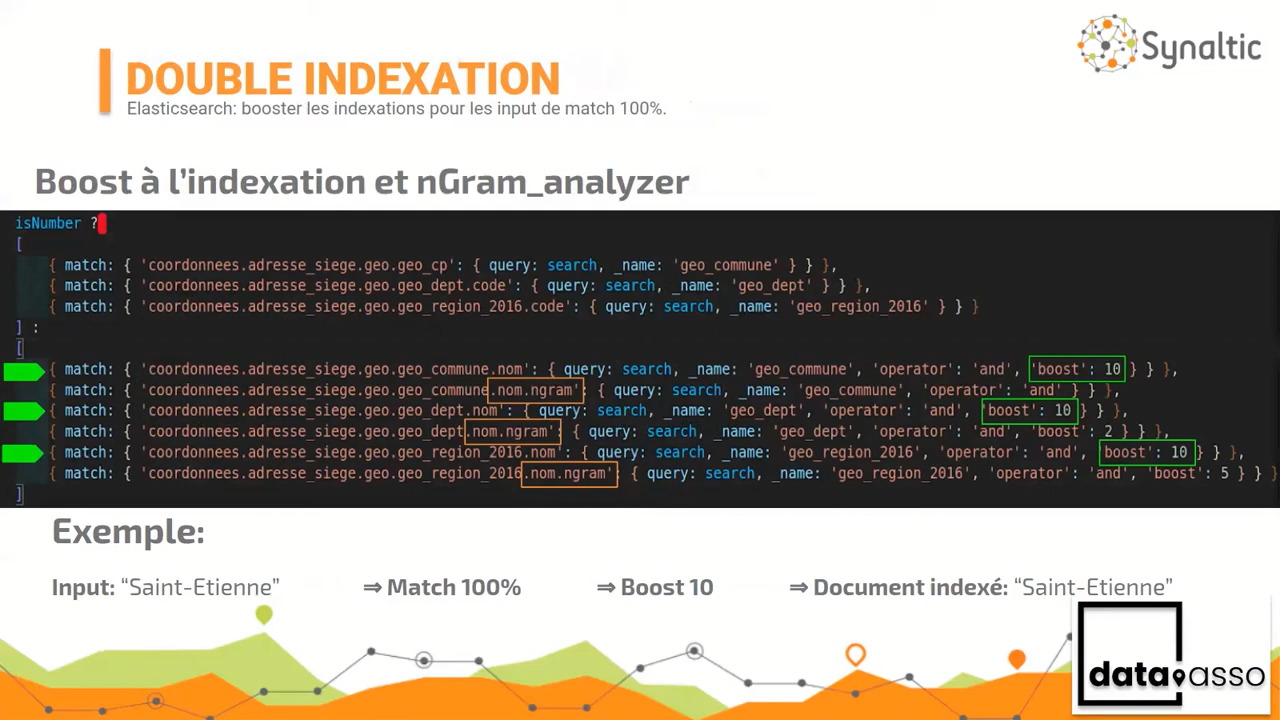 Synaltic
DOUBLE INDEXATION
Elasticsearch: booster les indexations pour les input de match 100%.
Boost à l'indexation et nGram_analyzer
isNumber ?
[
{ match: { 'coordonnees.adresse_siege.geo.geo_cp': { query: search, _name: 'geo_commune' } } },
{ match: { 'coordonnees.adresse_siege.geo.geo_dept.code': { query: search, _name: 'geo_dept' } } },
{ match: { 'coordonnees.adresse_siege.geo.geo_region_2016.code': { query: search, _name: 'geo_region_2016' } } }
] :
[
{ match: { 'coordonnees.adresse_siege.geo.geo_commune.nom': { query: search, _name: 'geo_commune', 'operator': 'and', 'boost': 10 } } },
{ match: { 'coordonnees.adresse_siege.geo.geo_commune.nom.ngram': { query: search, _name: 'geo_commune', 'operator': 'and' } } },
{ match: { 'coordonnees.adresse_siege.geo.geo_dept.nom': { query: search, _name: 'geo_dept', 'operator': 'and', 'boost': 10 } } },
{ match: { 'coordonnees.adresse_siege.geo.geo_dept.nom.ngram': { query: search, _name: 'geo_dept', 'operator': 'and', 'boost': 2 } } },
{ match: { 'coordonnees.adresse_siege.geo.geo_region_2016.nom': { query: search, _name: 'geo_region_2016', 'operator': 'and', 'boost': 10 } } },
{ match: { 'coordonnees.adresse_siege.geo.geo_region_2016.nom.ngram': { query: search, _name: 'geo_region_2016', 'operator': 'and', 'boost': 5 } } }
]
Exemple:
Input: “Saint-Etienne” ⇒ Match 100% ⇒ Boost 10 ⇒ Document indexé: “Saint-Etienne”
data asso